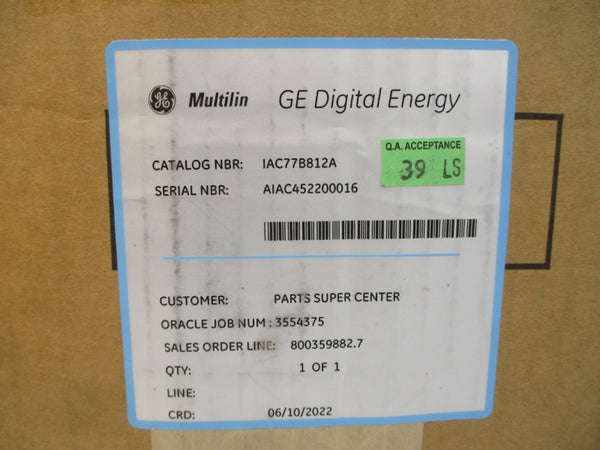 GE Multilin GE Digital Energy
Q.A. ACCEPTANCE
39 LS
CATALOG NBR: IAC77B812A
SERIAL NBR: AIAC452200016
CUSTOMER: PARTS SUPER CENTER
ORACLE JOB NUM : 3554375
SALES ORDER LINE: 800359882.7
QTY: 1 OF 1
LINE:
CRD: 06/10/2022